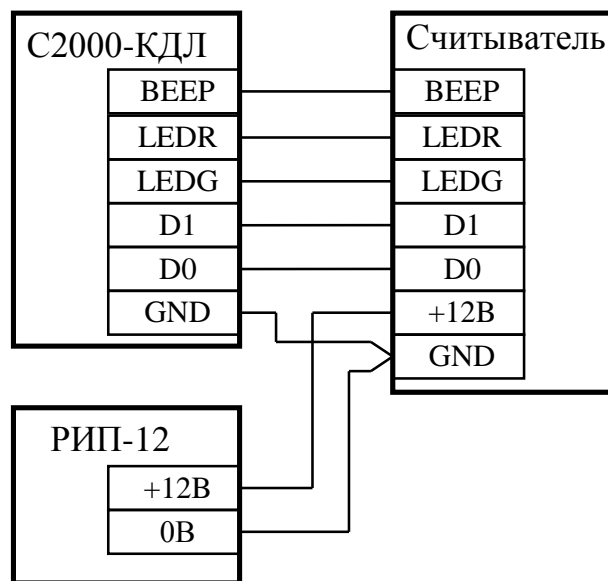 С2000-КДЛ
BEEP
LEDR
LEDG
D1
D0
GND
Считыватель
BEEP
LEDR
LEDG
D1
D0
+12В
GND
РИП-12
+12В
0В